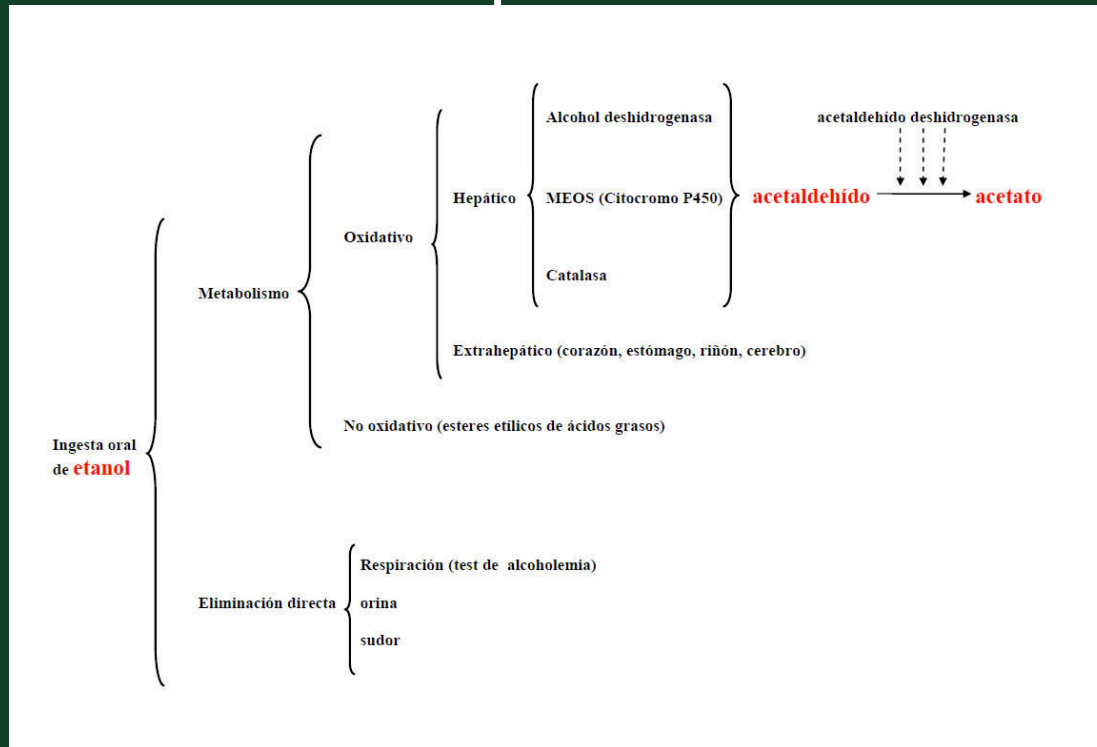 Alcohol deshidrogenasa
acetaldehído deshidrogenasa
Hepático
MEOS (Citocromo P450)
acetaldehído
acetato
Oxidativo
Catalasa
Metabolismo
Extrahepático (corazón, estómago, riñón, cerebro)
No oxidativo (esteres etílicos de ácidos grasos)
Ingesta oral
de etanol
Respiración (test de alcoholemia)
Eliminación directa
orina
sudor